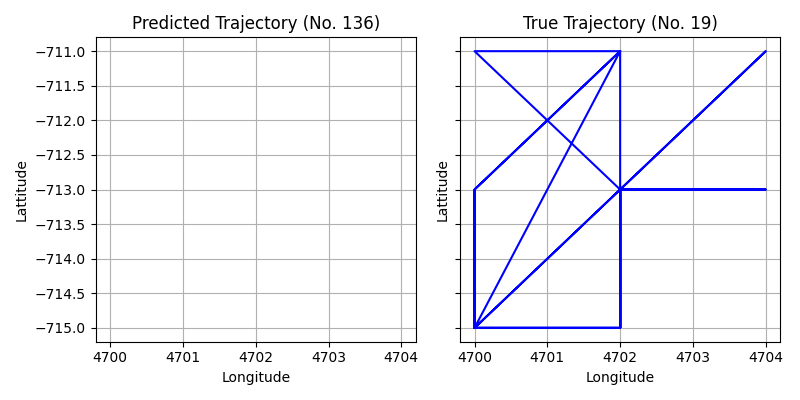 Predicted Trajectory (No. 136)
True Trajectory (No. 19)
−711.0
−711.5
−712.0
−712.5
−713.0
−713.5
−714.0
−714.5
−715.0
Lattitude
Lattitude
4700 4701 4702 4703 4704
4700 4701 4702 4703 4704
Longitude
Longitude